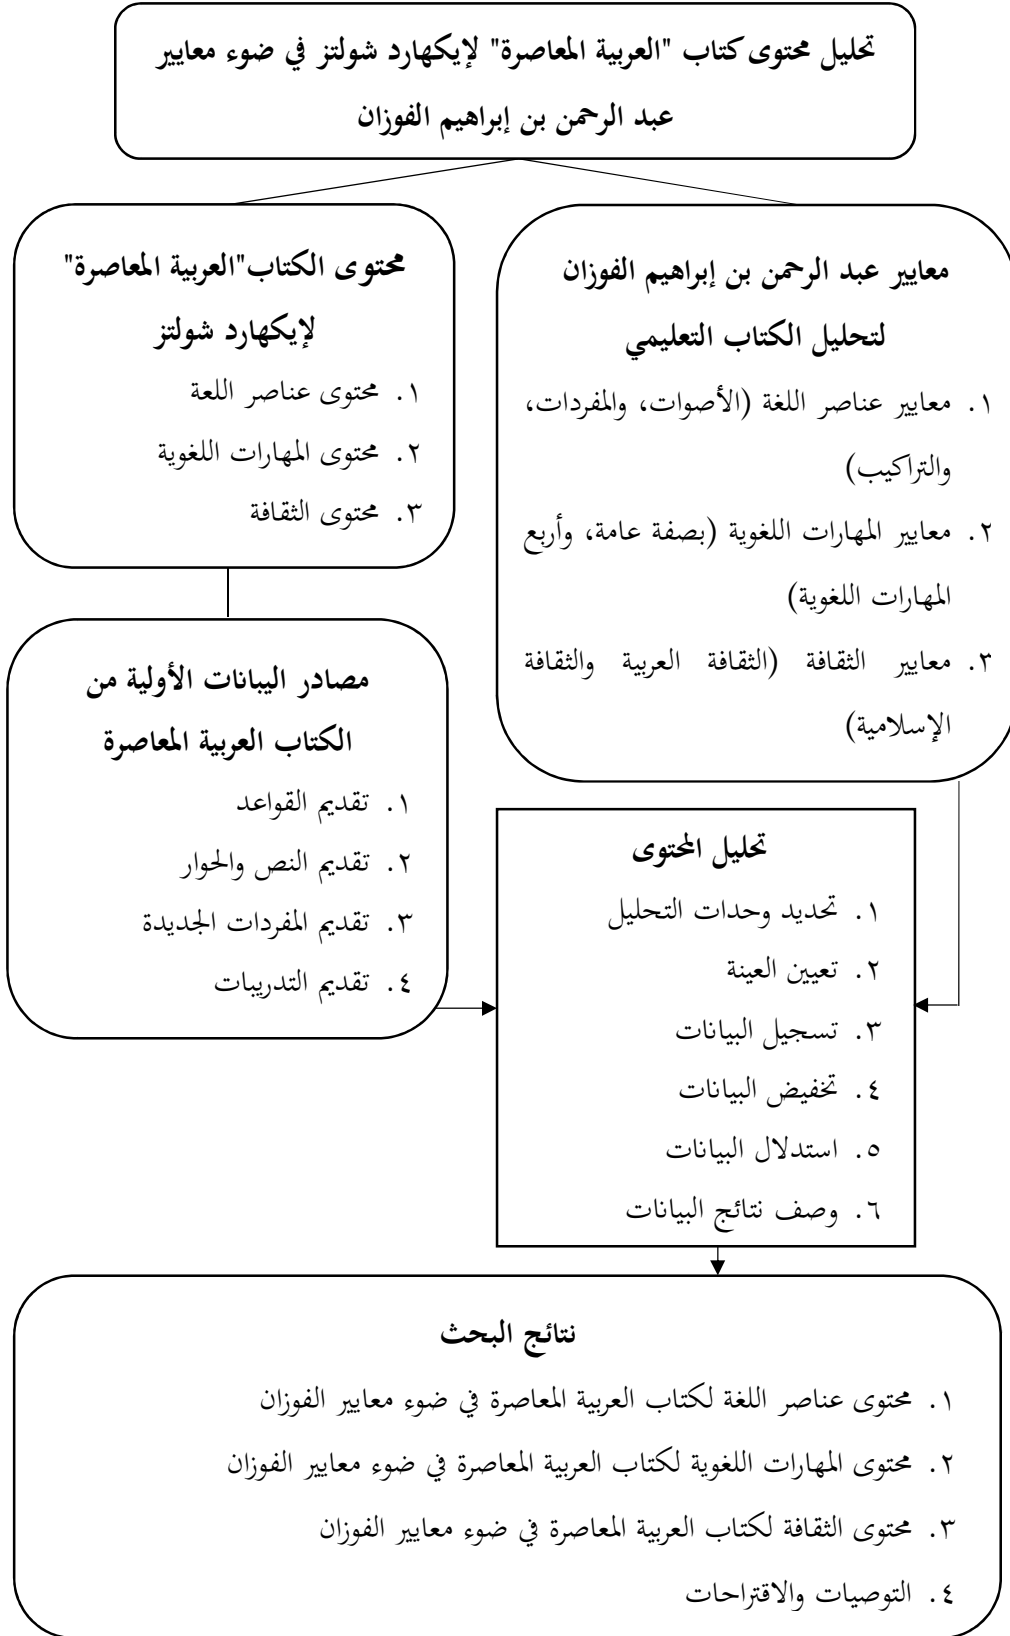 تحليل محتوى كتاب "العربية المعاصرة" لإيكهارد شولتز في ضوء معايير
عبد الرحمن بن إبراهيم الفوزان
معايير عبد الرحمن بن إبراهيم الفوزان
لتحليل الكتاب التعليمي
١. معايير عناصر اللغة (الأصوات، والمفردات،
والتراكيب)
٢. معايير المهارات اللغوية (بصفة عامة، وأربع
المهارات اللغوية)
٣. معايير الثقافة (الثقافة العربية والثقافة
الإسلامية)
محتوى الكتاب"العربية المعاصرة"
لإيكهارد شولتز
١. محتوى عناصر اللعة
٢. محتوى المهارات اللغوية
٣. محتوى الثقافة
مصادر اليبانات الأولية من
الكتاب العربية المعاصرة
١. تقديم القواعد
٢. تقديم النص والحوار
٣. تقديم المفردات الجديدة
٤. تقديم التدريبات
تحليل المحتوى
١. تحديد وحدات التحليل
٢. تعيين العينة
٣. تسجيل البيانات
٤. تخفيض البيانات
٥. استدلال البيانات
٦. وصف نتائج البيانات
نتائج البحث
١. محتوى عناصر اللغة لكتاب العربية المعاصرة في ضوء معايير الفوزان
٢. محتوى المهارات اللغوية لكتاب العربية المعاصرة في ضوء معايير الفوزان
٣. محتوى الثقافة لكتاب العربية المعاصرة في ضوء معايير الفوزان
٤. التوصيات والاقتراحات